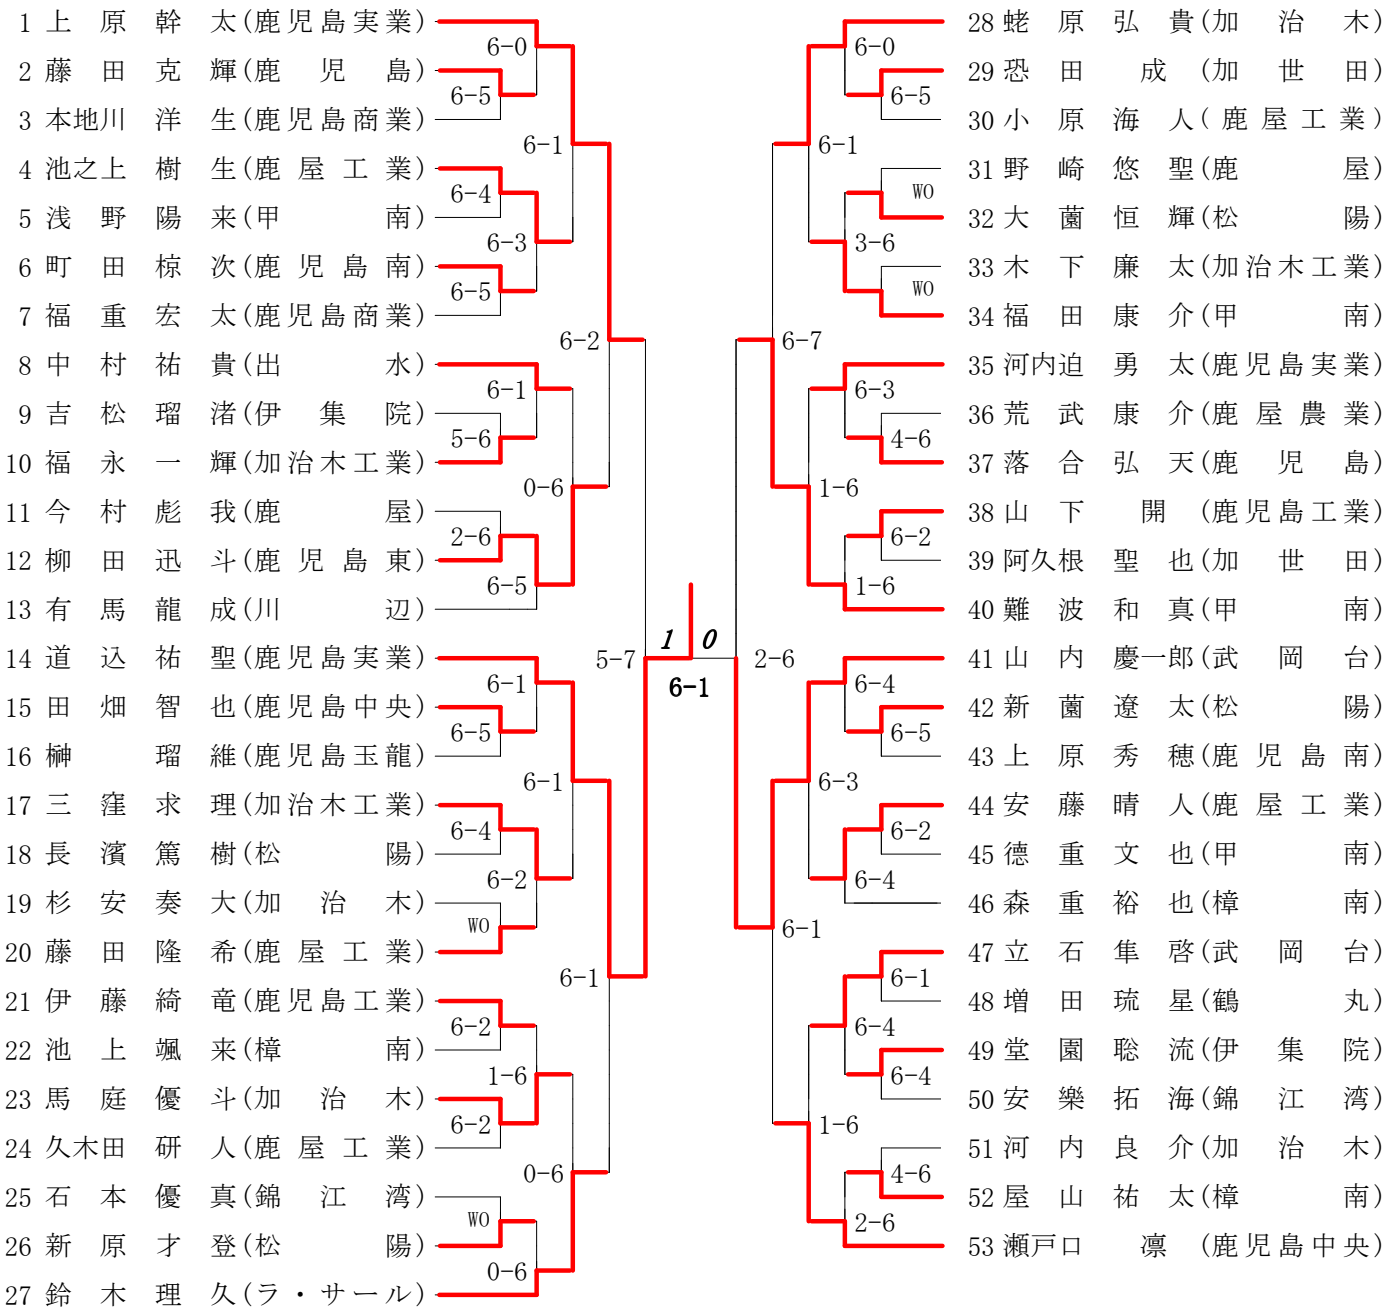 1 上原幹太(鹿児島実業)
6-0
2 藤田克輝(鹿児島)
6-5
3 本地川洋生(鹿児島商業)
6-1
4 池之上樹生(鹿屋工業)
6-4
5 浅野陽来(甲南)
6-3
6 町田椋次(鹿児島南)
6-5
7 福重宏太(鹿児島商業)
6-2
8 中村祐貴(出水)
6-1
9 吉松瑠渚(伊集院)
5-6
10 福永一輝(加治木工業)
0-6
11 今村彪我(鹿屋)
2-6
12 柳田迅斗(鹿児島東)
6-5
13 有馬龍成(川辺)
5-7
14 道込祐聖(鹿児島実業)
6-1
15 田畑智也(鹿児島中央)
6-5
16 榊瑠維(鹿児島玉龍)
6-1
17 三窪求理(加治木工業)
6-4
18 長濱篤樹(松陽)
6-2
19 杉安奏大(加治木)
WO
20 藤田隆希(鹿屋工業)
6-1
21 伊藤綺竜(鹿児島工業)
6-2
22 池上颯来(樟南)
1-6
23 馬庭優斗(加治木)
6-2
24 久木田研人(鹿屋工業)
0-6
25 石本優真(錦江湾)
WO
26 新原才登(松陽)
0-6
27 鈴木理久(ラ・サール)
1 0
6-1
28 蛯原弘貴(加治木)
6-0
29 恐田成(加世田)
6-5
30 小原海人(鹿屋工業)
6-1
31 野崎悠聖(鹿屋)
WO
32 大薗恒輝(松陽)
3-6
33 木下廉太(加治木工業)
WO
34 福田康介(甲南)
6-7
35 河内迫勇太(鹿児島実業)
6-3
36 荒武康介(鹿屋農業)
4-6
37 落合弘天(鹿児島)
1-6
38 山下開(鹿児島工業)
6-2
39 阿久根聖也(加世田)
1-6
40 難波和真(甲南)
2-6
41 山内慶一郎(武岡台)
6-4
42 新薗遼太(松陽)
6-5
43 上原秀穂(鹿児島南)
6-3
44 安藤晴人(鹿屋工業)
6-2
45 德重文也(甲南)
6-4
46 森重裕也(樟南)
6-1
47 立石隼啓(武岡台)
6-1
48 増田琉星(鶴丸)
6-4
49 堂園聡流(伊集院)
6-4
50 安樂拓海(錦江湾)
1-6
51 河内良介(加治木)
4-6
52 屋山祐太(樟南)
2-6
53 瀬戸口凛(鹿児島中央)